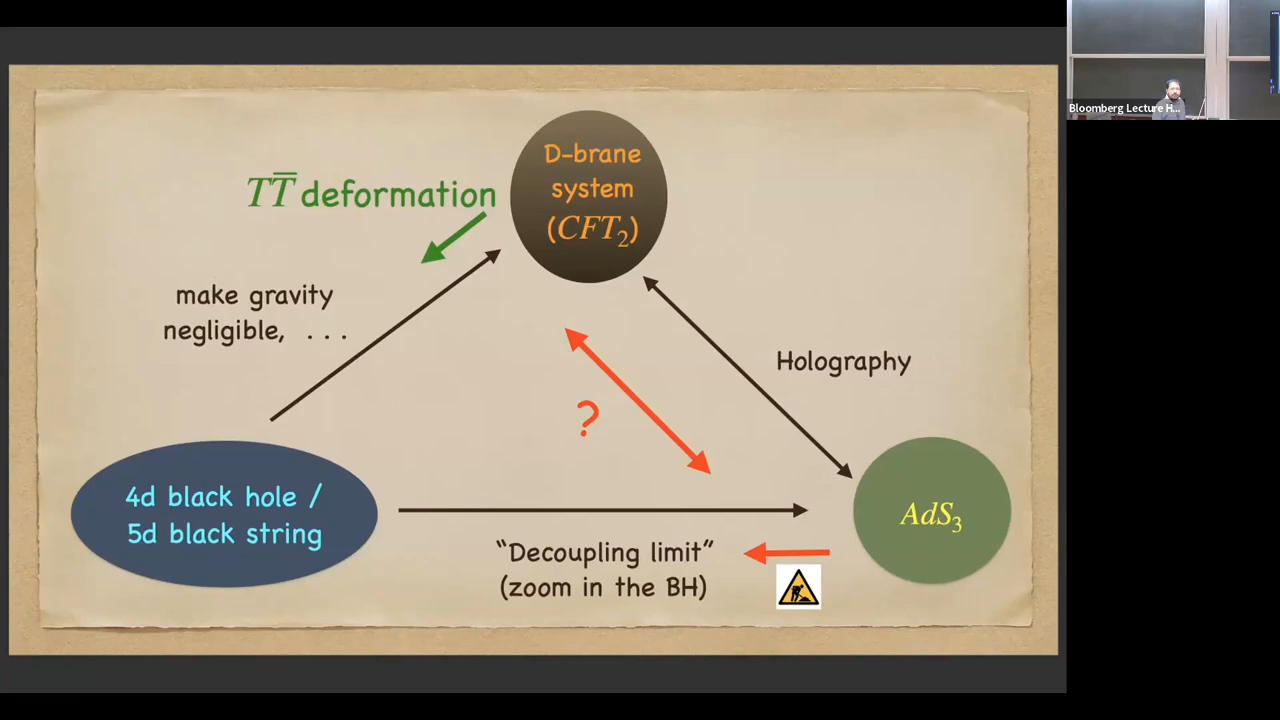 D-brane
system
(CFT₂)
TT̅ deformation
make gravity
negligible, . . .
Holography
?
4d black hole /
5d black string
AdS₃
“Decoupling limit”
(zoom in the BH)
Bloomberg Lecture H...